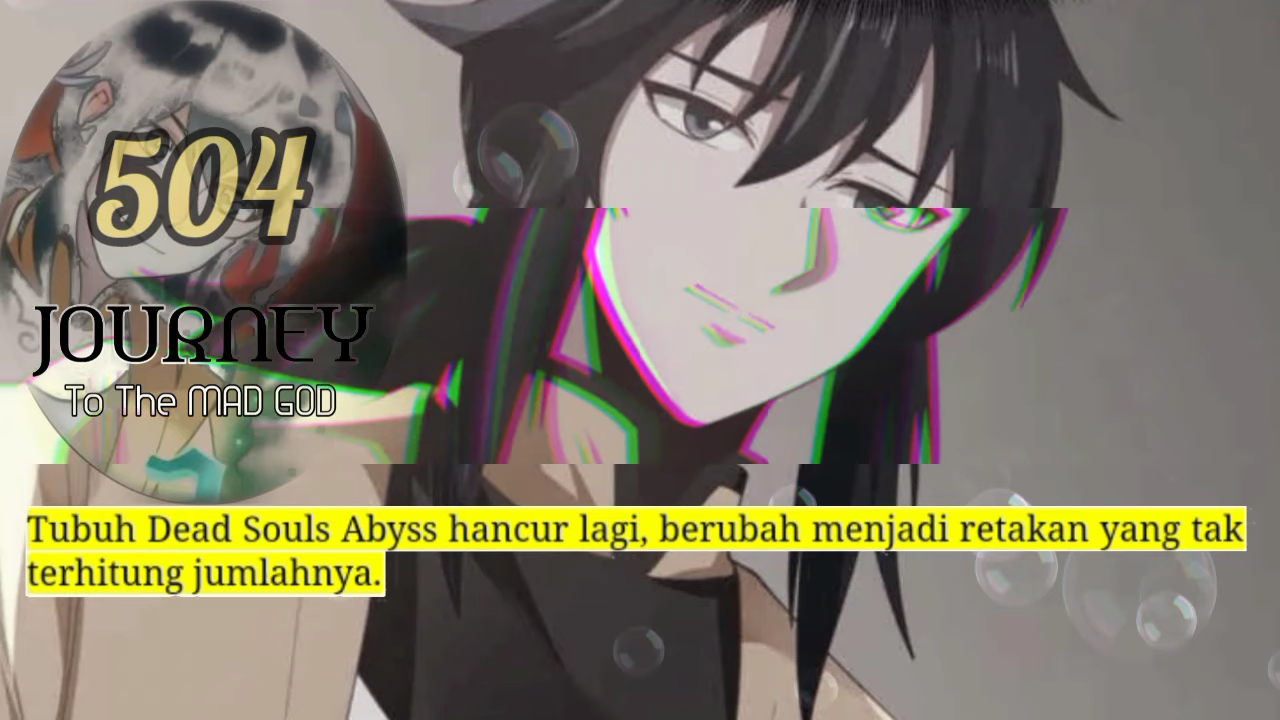 504
JOURNEY
To The MAD GOD
Tubuh Dead Souls Abyss hancur lagi, berubah menjadi retakan yang tak
terhitung jumlahnya.